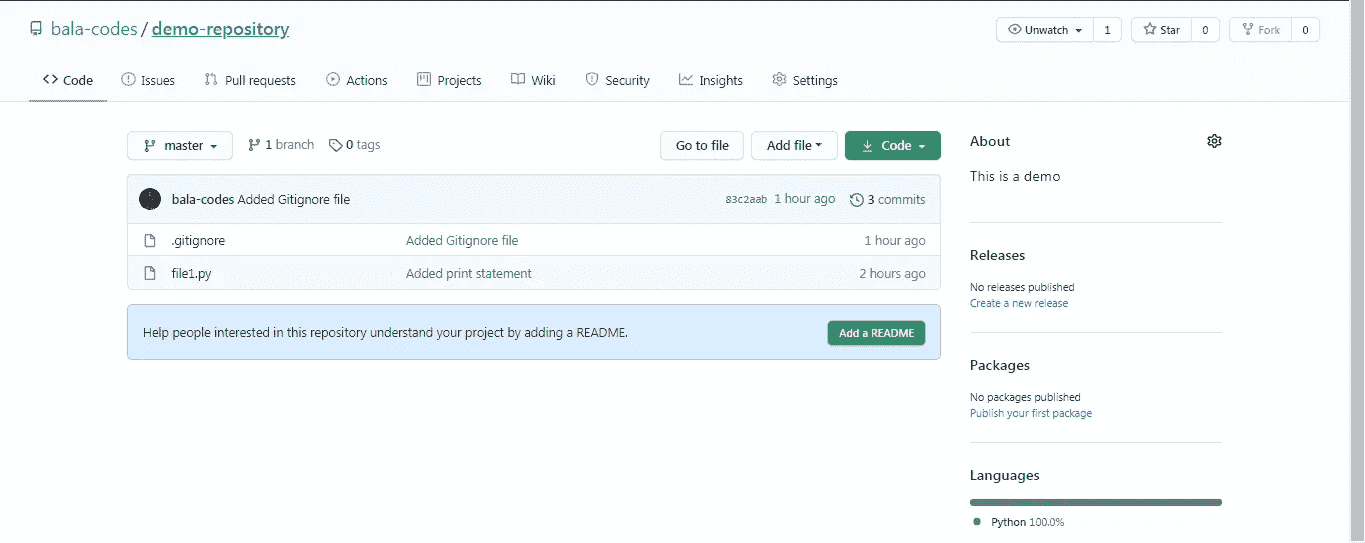 bala-codes / demo-repository
Unwatch 1 Star 0 Fork 0
Code Issues Pull requests Actions Projects Wiki Security Insights Settings
master 1 branch 0 tags Go to file Add file Code
bala-codes Added Gitignore file 83c2aab 1 hour ago 3 commits
.gitignore Added Gitignore file 1 hour ago
file1.py Added print statement 2 hours ago
Help people interested in this repository understand your project by adding a README. Add a README
About
This is a demo
Releases
No releases published
Create a new release
Packages
No packages published
Publish your first package
Languages
Python 100.0%